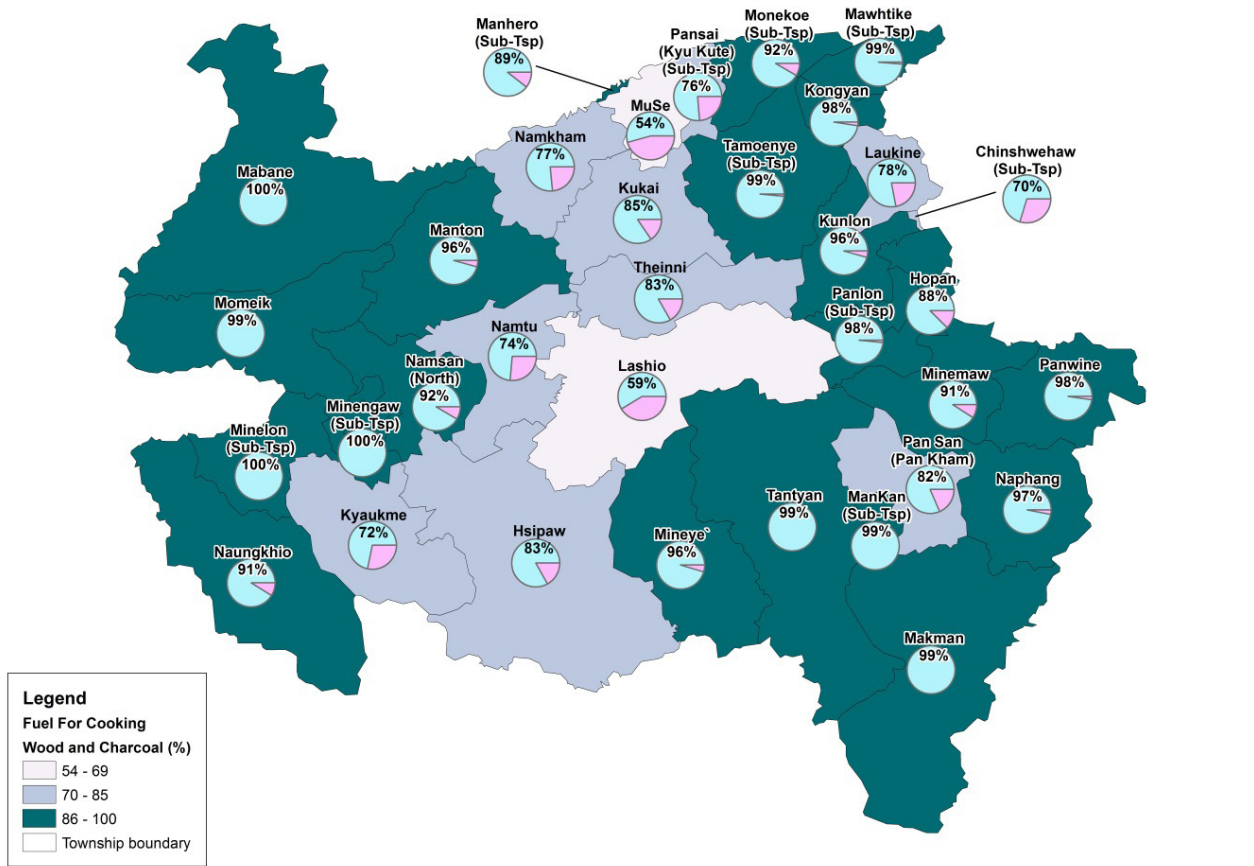 Manhero
(Sub-Tsp)
89%
Pansai
(Kyu Kute)
(Sub-Tsp)
76%
Monekoe
(Sub-Tsp)
92%
Mawhtike
(Sub-Tsp)
99%
Kongyan
98%
MuSe
54%
Namkham
77%
Tamoenye
(Sub-Tsp)
99%
Laukine
78%
Chinshwehaw
(Sub-Tsp)
70%
Mabane
100%
Kukai
85%
Manton
96%
Kunlon
96%
Theinni
83%
Hopan
88%
Momeik
99%
Panlon
(Sub-Tsp)
98%
Namtu
74%
Namsan
(North)
92%
Lashio
59%
Minemaw
91%
Panwine
98%
Minengaw
(Sub-Tsp)
100%
Minelon
(Sub-Tsp)
100%
Pan San
(Pan Kham)
82%
Naphang
97%
Tantyan
99%
ManKan
(Sub-Tsp)
99%
Kyaukme
72%
Hsipaw
83%
Mineye`
96%
Naungkhio
91%
Makman
99%
Legend
Fuel For Cooking
Wood and Charcoal (%)
54 - 69
70 - 85
86 - 100
Township boundary